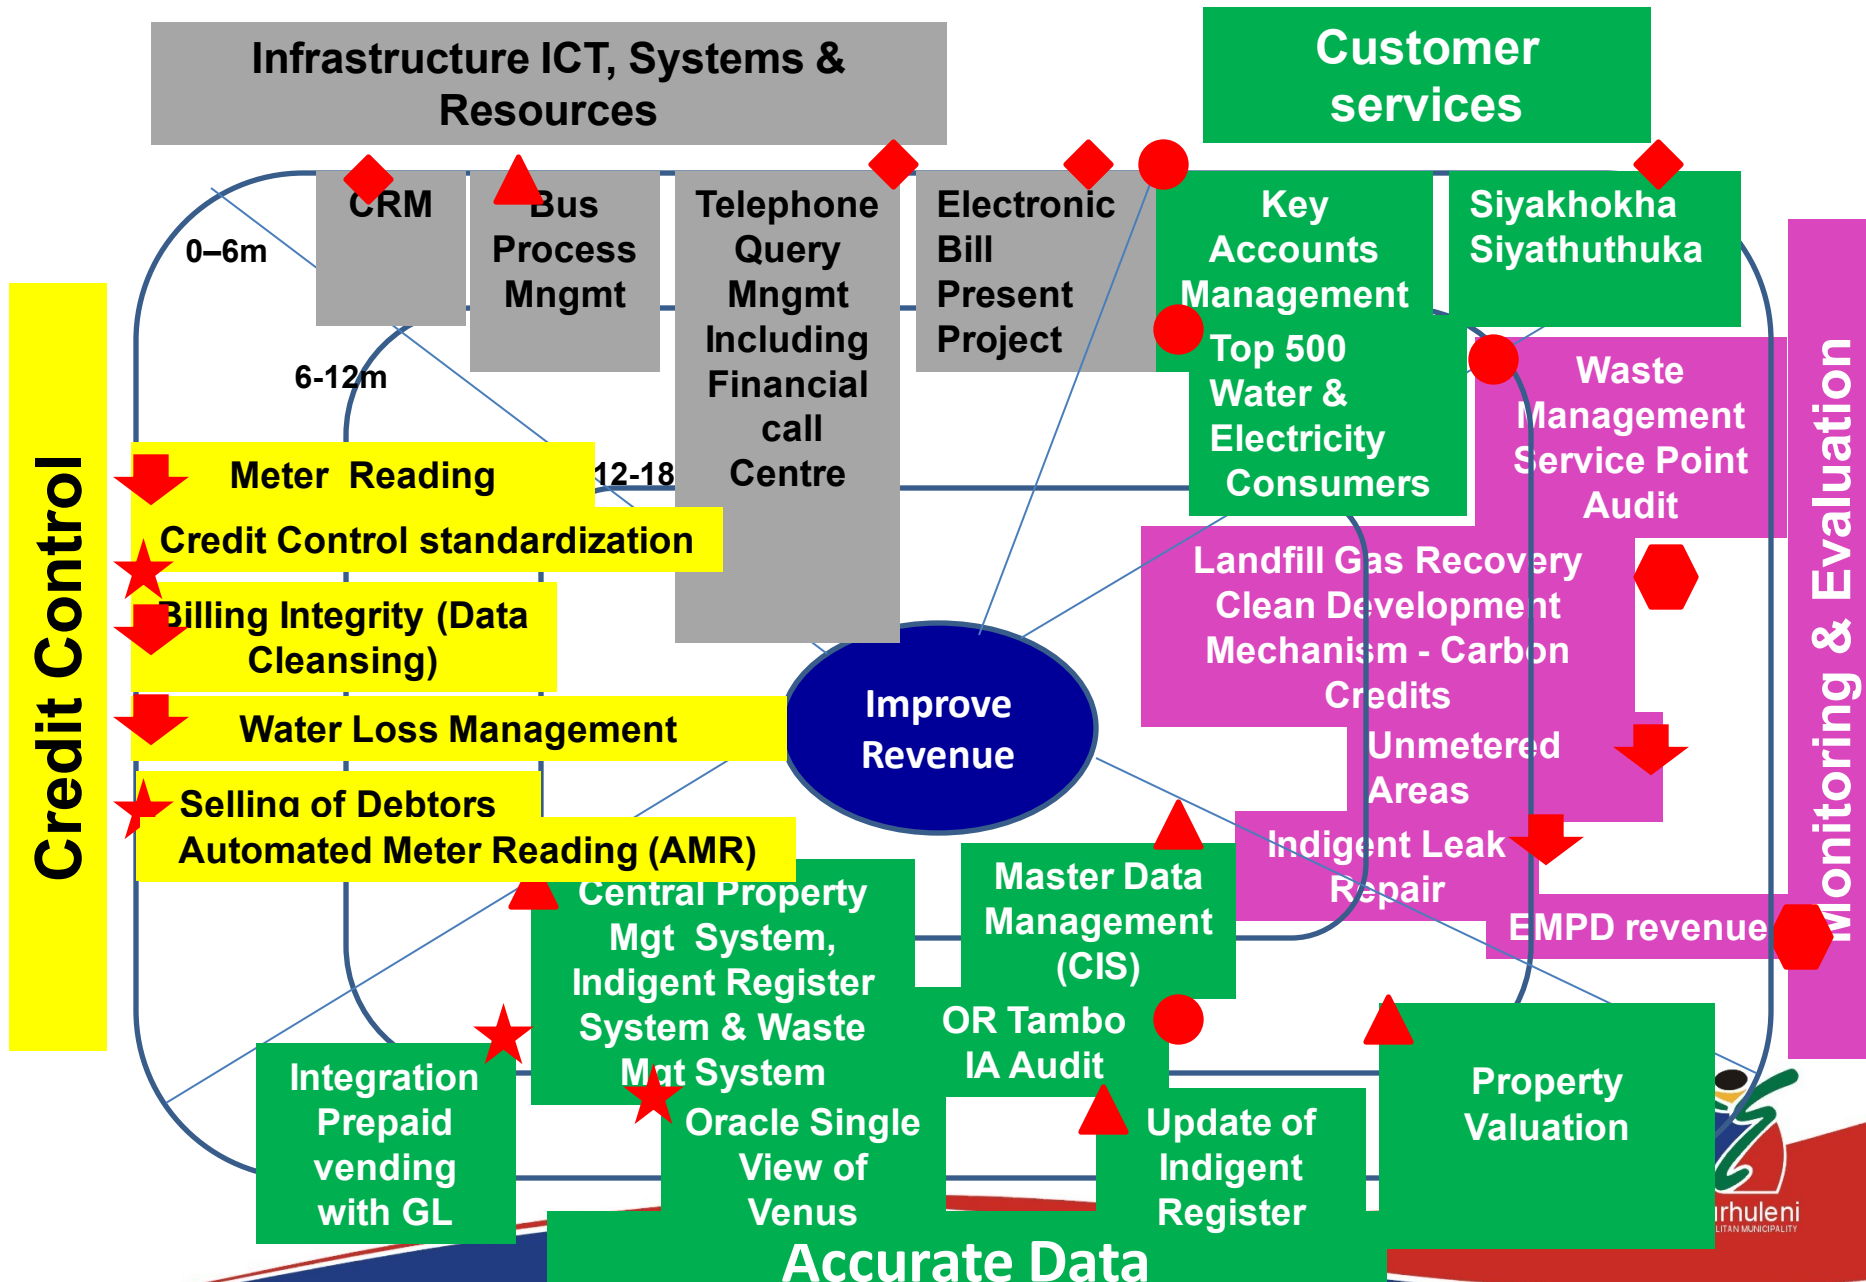 Infrastructure ICT, Systems &
Resources
Customer
services
CRM
Bus
Process
Mngmt
Telephone
Query
Mngmt
Including
Financial
call
Centre
Electronic
Bill
Present
Project
Key
Accounts
Management
Siyakhokha
Siyathuthuka
0–6m
6-12m
12-18
Top 500
Water &
Electricity
Consumers
Waste
Management
Service Point
Audit
Monitoring & Evaluation
Credit Control
Meter Reading
Credit Control standardization
Billing Integrity (Data
Cleansing)
Water Loss Management
Selling of Debtors
Automated Meter Reading (AMR)
Improve
Revenue
Landfill Gas Recovery
Clean Development
Mechanism - Carbon
Credits
Unmetered
Areas
Indigent Leak
Repair
EMPD revenue
Central Property
Mgt System,
Indigent Register
System & Waste
Mgt System
Master Data
Management
(CIS)
OR Tambo
IA Audit
Integration
Prepaid
vending
with GL
Oracle Single
View of
Venus
Update of
Indigent
Register
Property
Valuation
Accurate Data
urhuleni
LITAN MUNICIPALITY